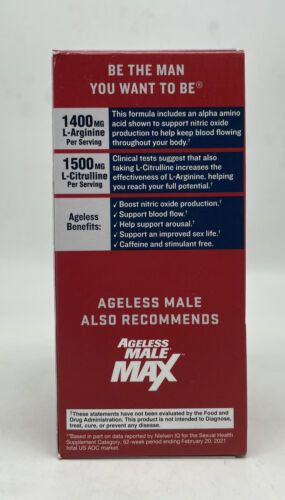 BE THE MAN
YOU WANT TO BE®
1400MG
L-Arginine
Per Serving
This formula includes an alpha amino
acid shown to support nitric oxide
production to help keep blood flowing
throughout your body.†
1500MG
L-Citrulline
Per Serving
Clinical tests suggest that also
taking L-Citrulline increases the
effectiveness of L-Arginine, helping
you reach your full potential.†
Ageless
Benefits:
✓ Boost nitric oxide production.†
✓ Support blood flow.†
✓ Help support arousal.†
✓ Support an improved sex life.†
✓ Caffeine and stimulant free.
AGELESS MALE
ALSO RECOMMENDS
AGELESS
MALE
MAX™
†These statements have not been evaluated by the Food and
Drug Administration. This product is not intended to Diagnose,
treat, cure, or prevent any disease.
**Based in part on data reported by Nielsen IQ for the Sexual Health
Supplement Category, 52-week period ending February 20, 2021
total US AOC market.